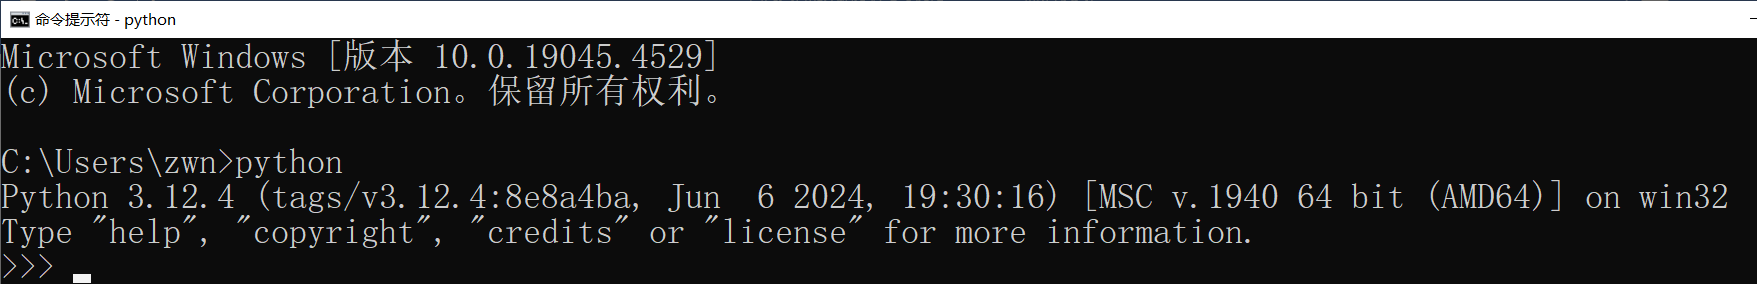 命令提示符 - python
Microsoft Windows [版本 10.0.19045.4529]
(c) Microsoft Corporation。保留所有权利。
C:\Users\zwn>python
Python 3.12.4 (tags/v3.12.4:8e8a4ba, Jun  6 2024, 19:30:16) [MSC v.1940 64 bit (AMD64)] on win32
Type "help", "copyright", "credits" or "license" for more information.
>>>